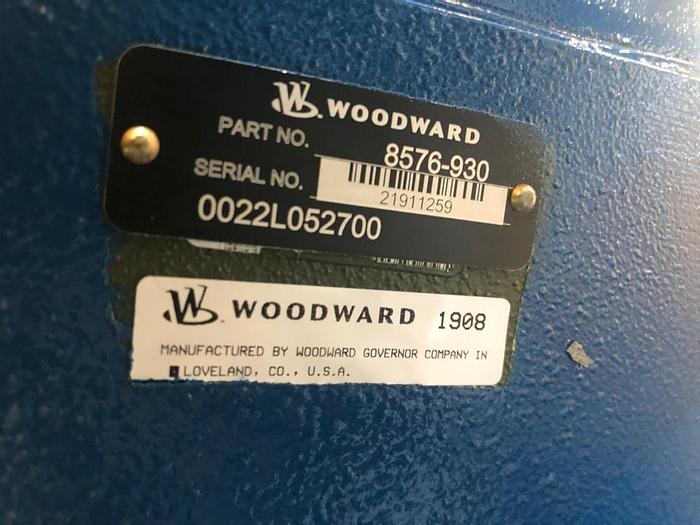 WOODWARD
PART NO.
8576-930
SERIAL NO.
21911259
0022L052700
WOODWARD 1908
MANUFACTURED BY WOODWARD GOVERNOR COMPANY IN
LOVELAND, CO., U.S.A.